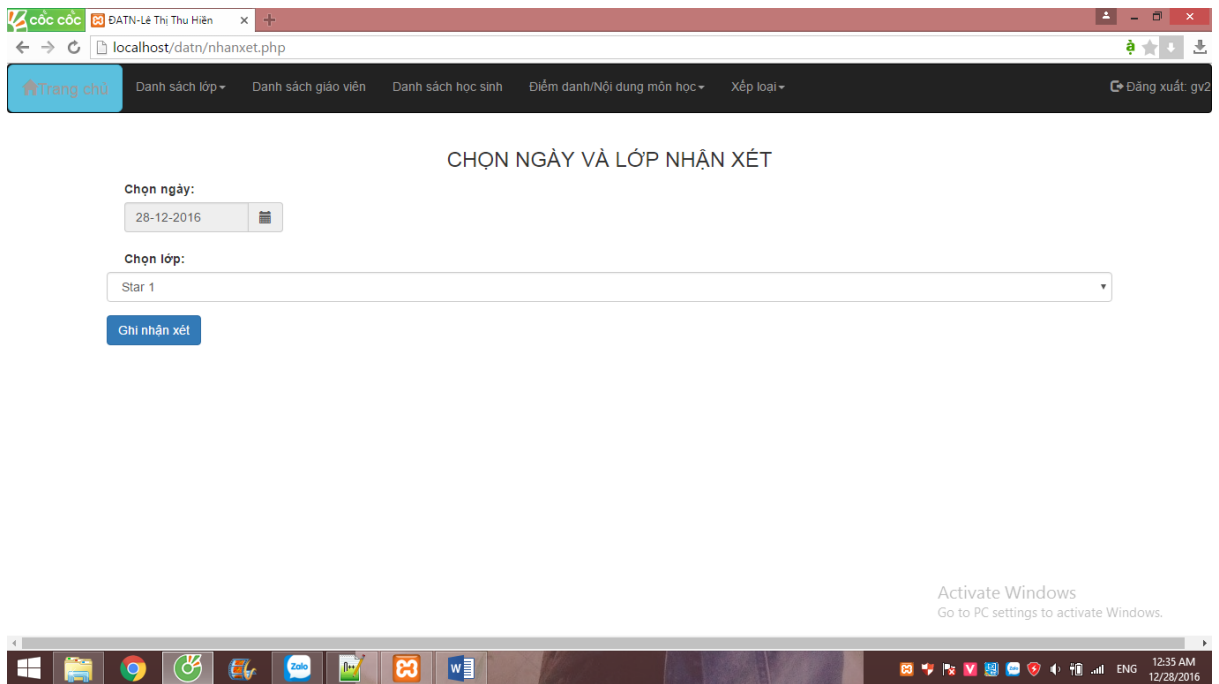 cốc cốc ĐATN-Lê Thị Thu Hiền
localhost/datn/nhanxet.php
Trang chủ Danh sách lớp Danh sách giáo viên Danh sách học sinh Điểm danh/Nội dung môn học Xếp loại Đăng xuất: gv2
CHỌN NGÀY VÀ LỚP NHẬN XÉT
Chọn ngày:
28-12-2016
Chọn lớp:
Star 1
Ghi nhận xét
Activate Windows
Go to PC settings to activate Windows.
Zalo
ENG 12:35 AM
12/28/2016